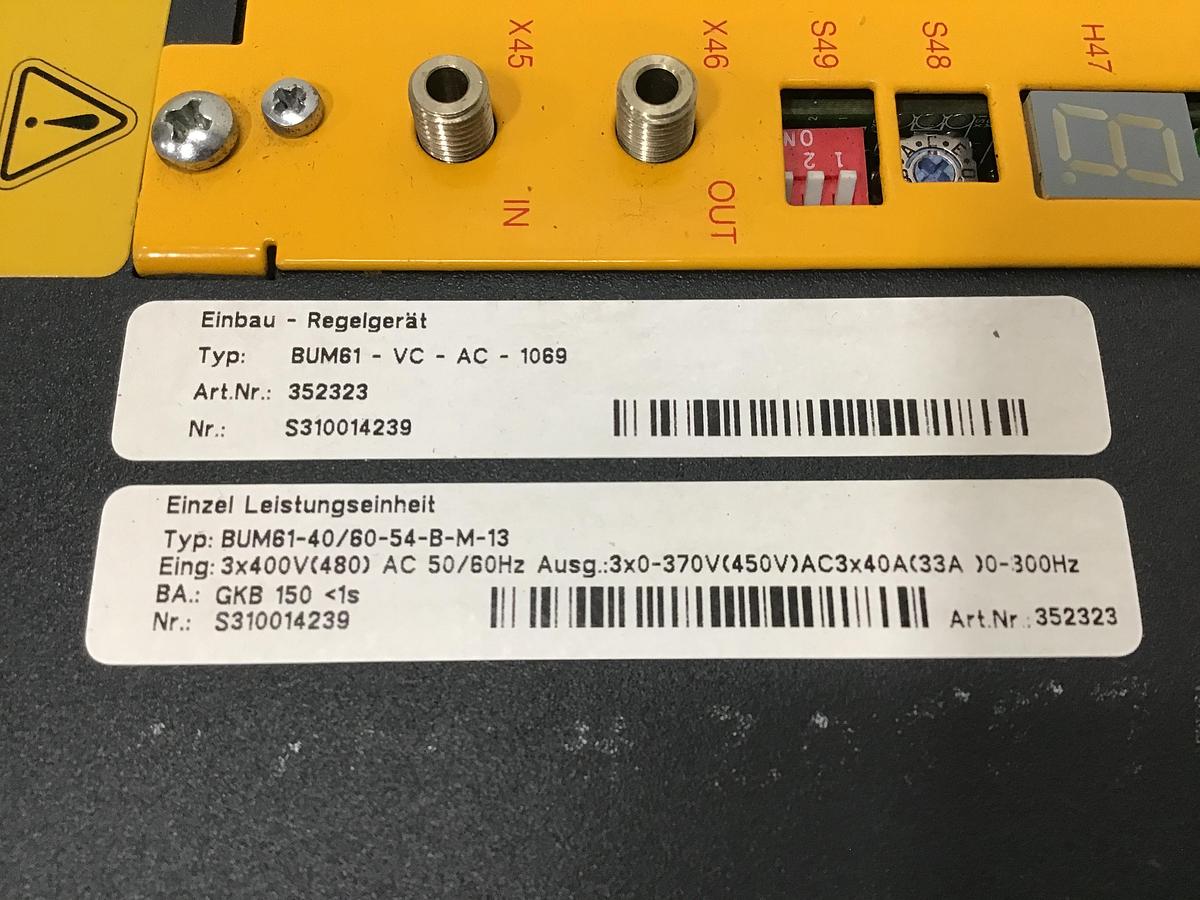 X45
X46
S49
S48
H47
IN
OUT
ON
1 2
A C E
Einbau - Regelgerät
Typ: BUM61 - VC - AC - 1069
Art.Nr.: 352323
Nr.: S310014239
Einzel Leistungseinheit
Typ: BUM61-40/60-54-B-M-13
Eing: 3x400V(480) AC 50/60Hz Ausg.:3x0-370V(450V)AC3x40A(33A )0-300Hz
BA.: GKB 150 <1s
Nr.: S310014239
Art.Nr.:352323